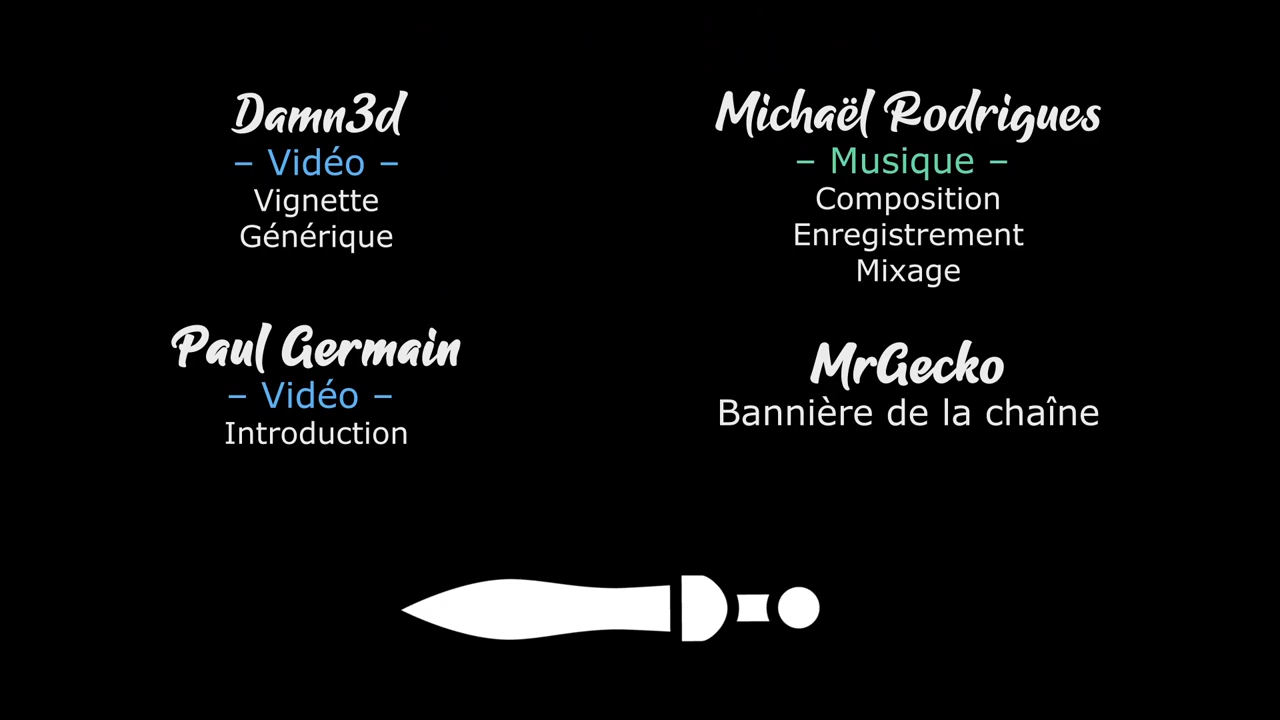 Damn3d
– Vidéo –
Vignette
Générique
Michaël Rodrigues
– Musique –
Composition
Enregistrement
Mixage
Paul Germain
– Vidéo –
Introduction
MrGecko
Bannière de la chaîne